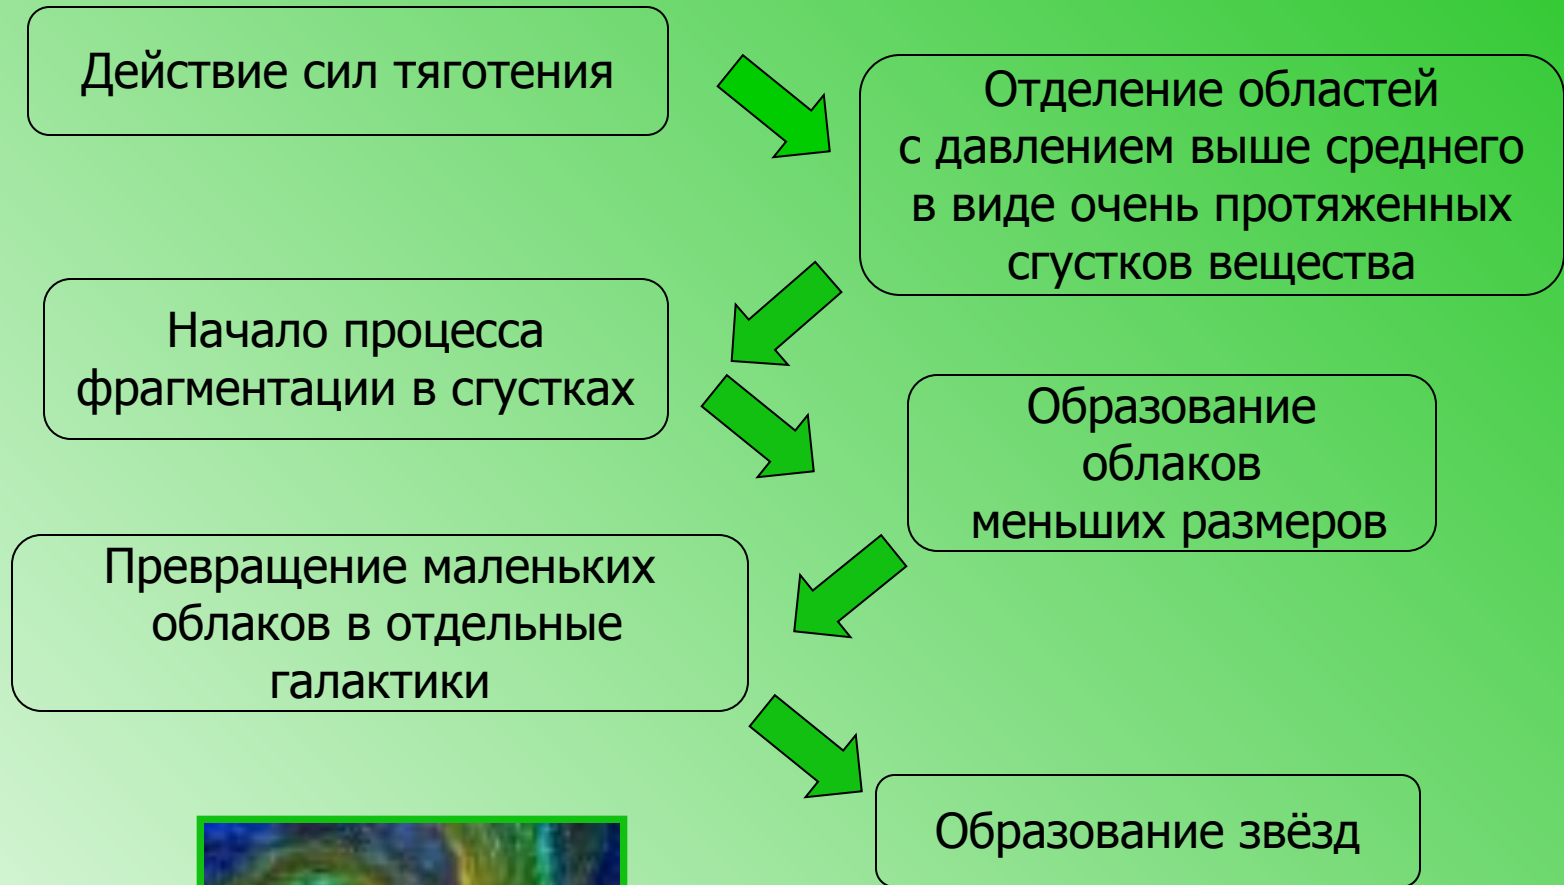 Действие сил тяготения
Отделение областей
с давлением выше среднего
в виде очень протяженных
сгустков вещества
Начало процесса
фрагментации в сгустках
Образование
облаков
меньших размеров
Превращение маленьких
облаков в отдельные
галактики
Образование звёзд